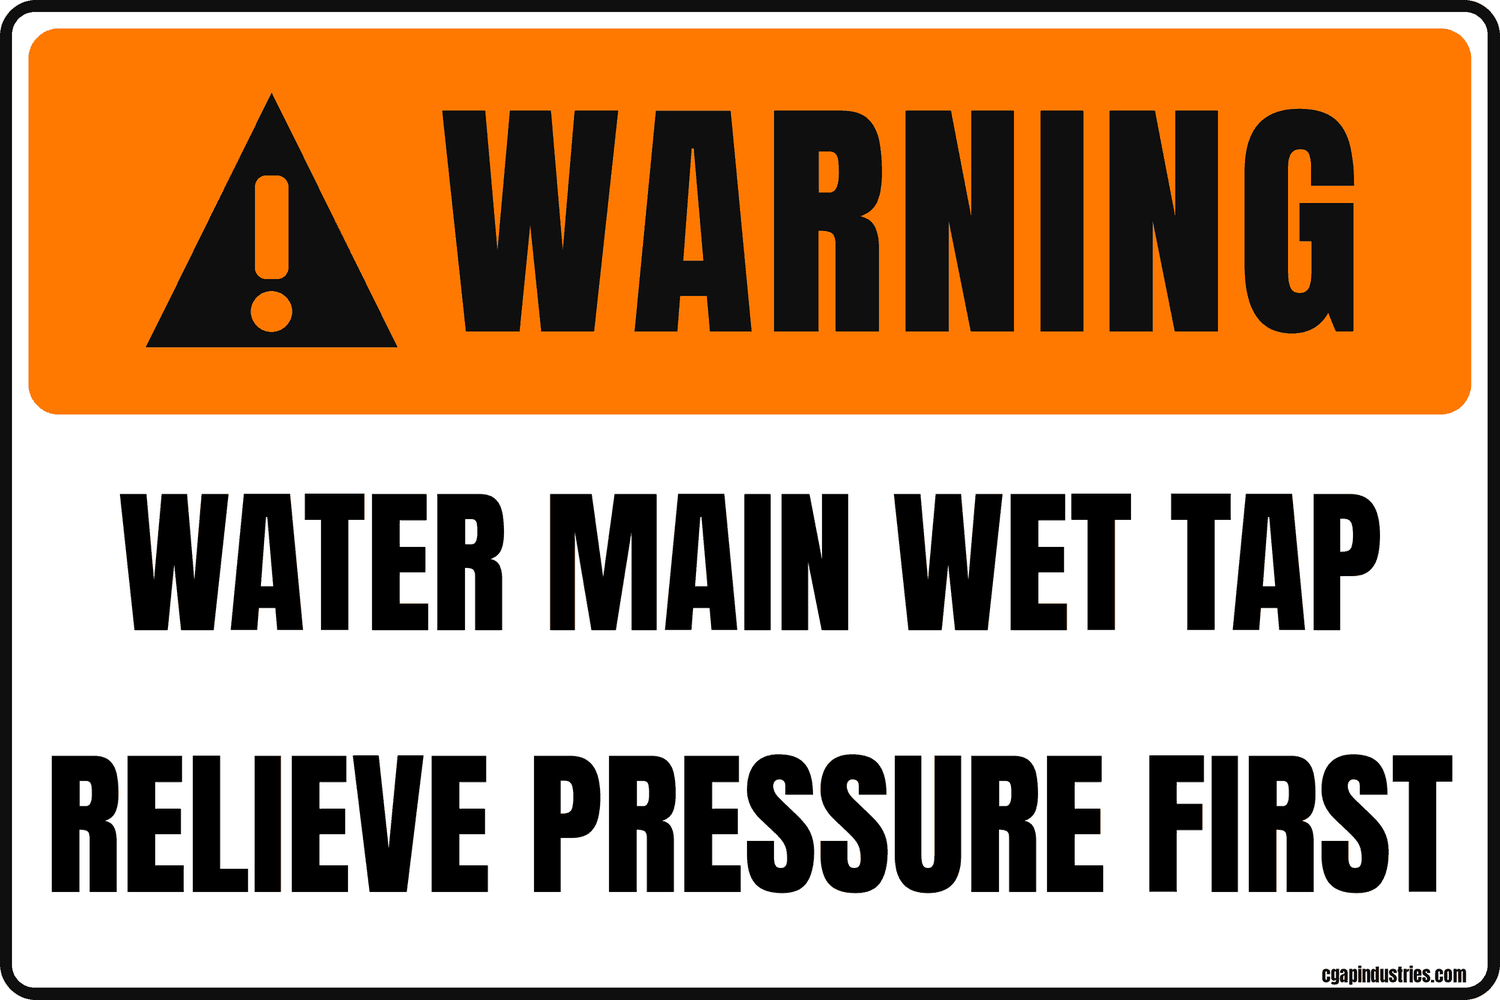 WARNING
WATER MAIN WET TAP
RELIEVE PRESSURE FIRST
cgapindustries.com